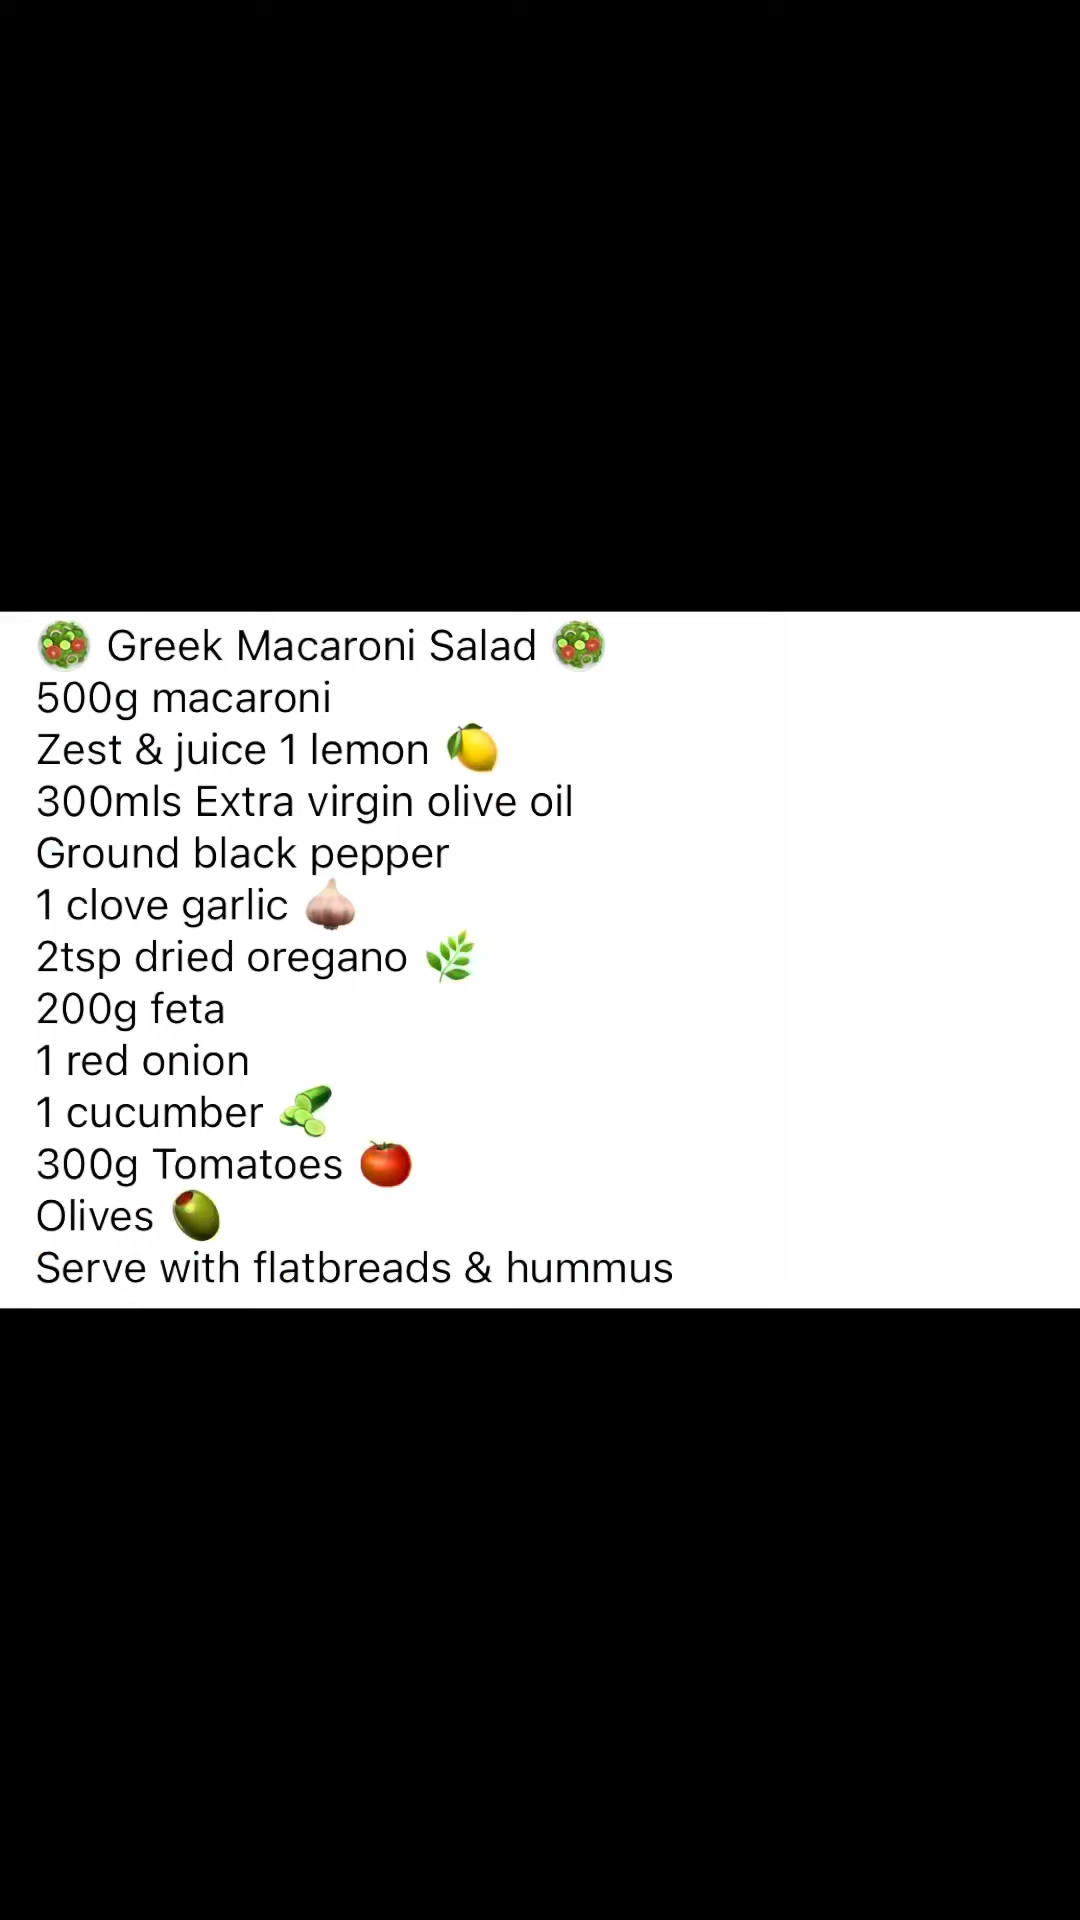 🥗 Greek Macaroni Salad 🥗
500g macaroni
Zest & juice 1 lemon 🍋
300mls Extra virgin olive oil
Ground black pepper
1 clove garlic 🧄
2tsp dried oregano 🌿
200g feta
1 red onion
1 cucumber 🥒
300g Tomatoes 🍅
Olives 🫒
Serve with flatbreads & hummus